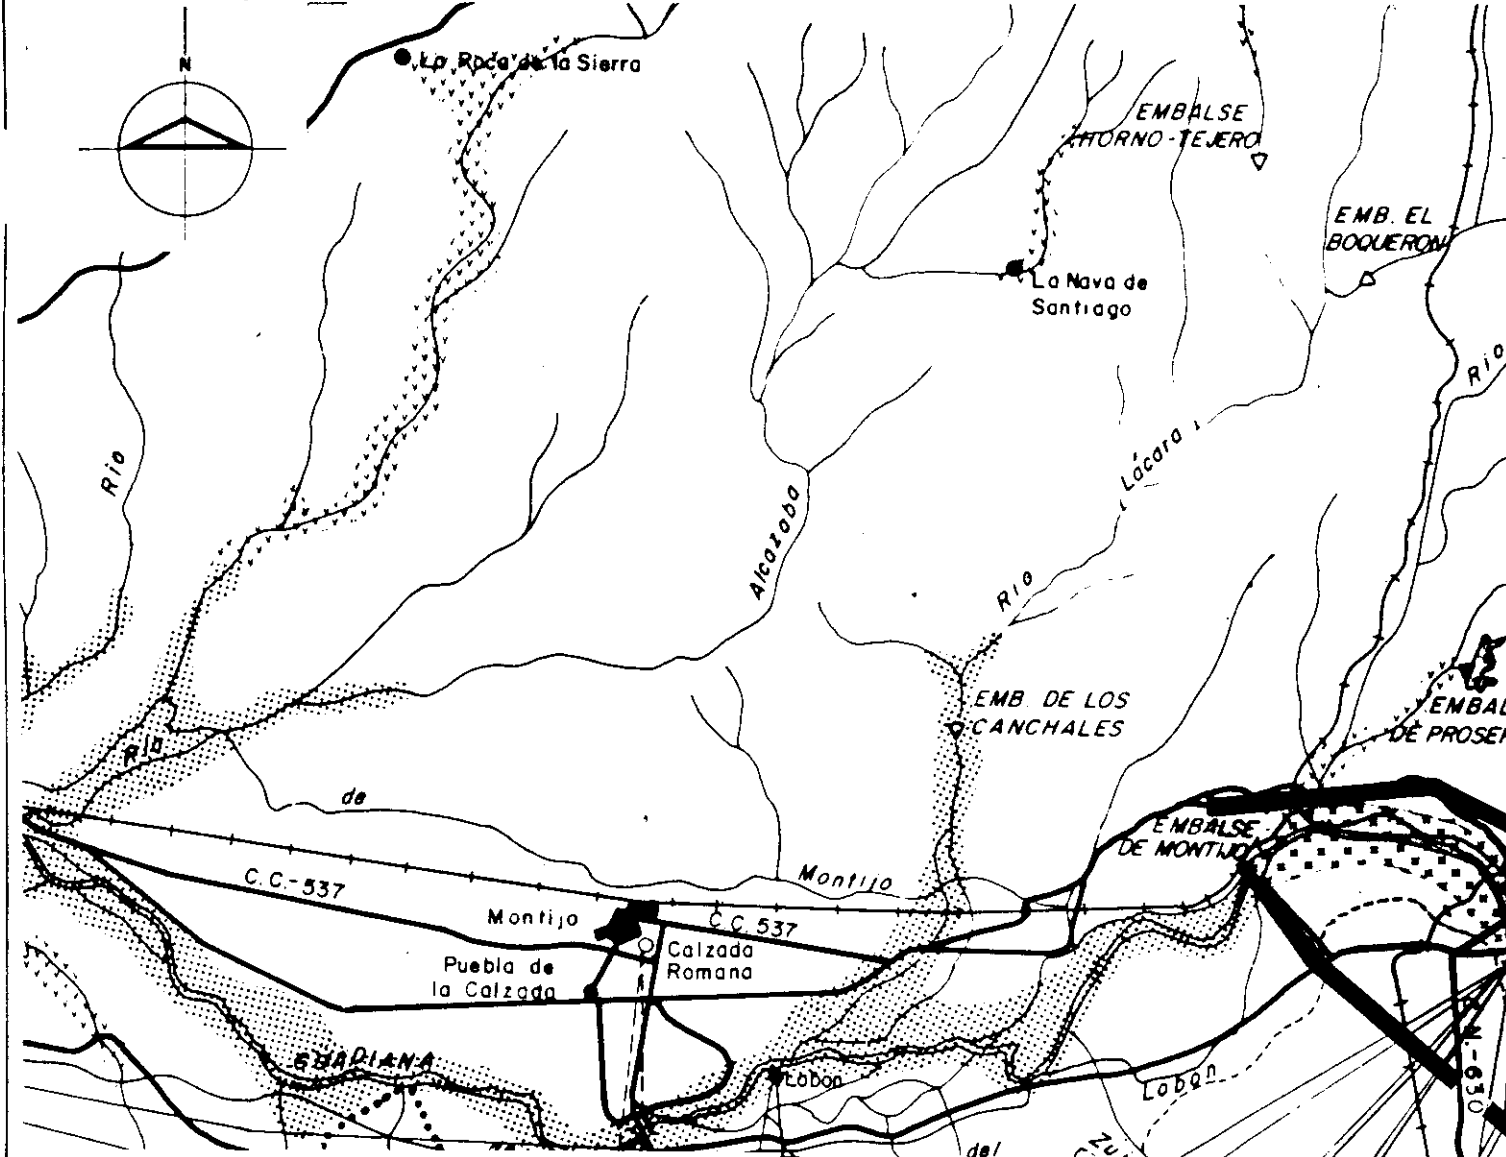 N
La Roca de la Sierra
EMBALSE
HORNO-TEJERO
EMB. EL
BOQUERON
La Nava de
Santiago
Rio
Rio
Lácara
Alcazaba
Rio
EMB. DE LOS
CANCHALES
EMBAL
DE PROSER
Rio
de
EMBALSE
DE MONTIJO
Montijo
C.C.-537
Montijo
C.C. 537
Calzada
Romana
Puebla de
la Calzada
GUADIANA
Lobon
Lobon
N-630
del